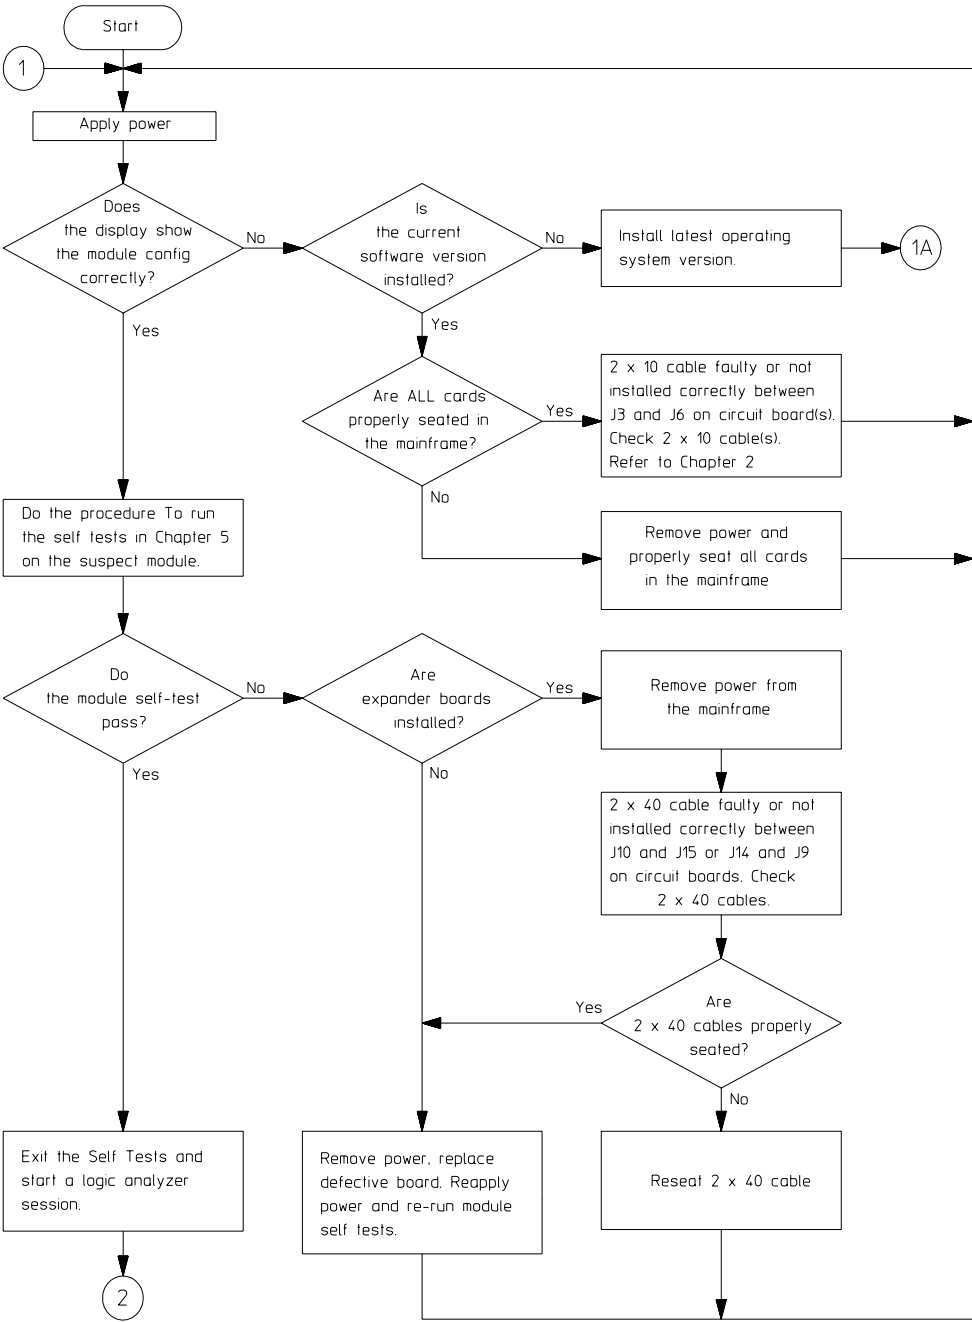 Start
1
Apply power
Does
the display show
the module config
correctly?
No
Yes
Is
the current
software version
installed?
No
Yes
Install latest operating
system version.
1A
Are ALL cards
properly seated in
the mainframe?
Yes
No
2 x 10 cable faulty or not
installed correctly between
J3 and J6 on circuit board(s).
Check 2 x 10 cable(s).
Refer to Chapter 2
Remove power and
properly seat all cards
in the mainframe
Do the procedure To run
the self tests in Chapter 5
on the suspect module.
Do
the module self-test
pass?
No
Yes
Are
expander boards
installed?
Yes
No
Remove power from
the mainframe
2 x 40 cable faulty or not
installed correctly between
J10 and J15 or J14 and J9
on circuit boards. Check
2 x 40 cables.
Are
2 x 40 cables properly
seated?
Yes
No
Exit the Self Tests and
start a logic analyzer
session.
2
Remove power, replace
defective board. Reapply
power and re-run module
self tests.
Reseat 2 x 40 cable